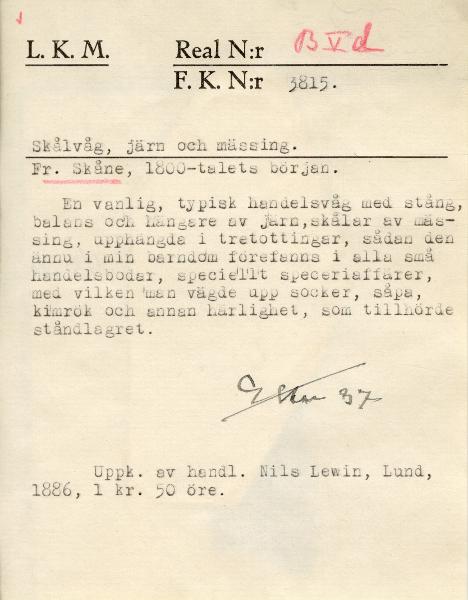 L. K. M. Real N:r B V d
F. K. N:r 3815.
Skålvåg, järn och mässing.
Fr. Skåne, 1800-talets början.
En vanlig, typisk handelsvåg med stång,
balans och hängare av järn,skålar av mäs-
sing, upphängda i tretottingar, sådan den
ännu i min barndom förefanns i alla små
handelsbodar, speciellt speceriaffärer,
med vilken man vägde upp socker, såpa,
kimrök och annan härlighet, som tillhörde
ståndlagret.
37
Uppk. av handl. Nils Lewin, Lund,
1886, 1 kr. 50 öre.